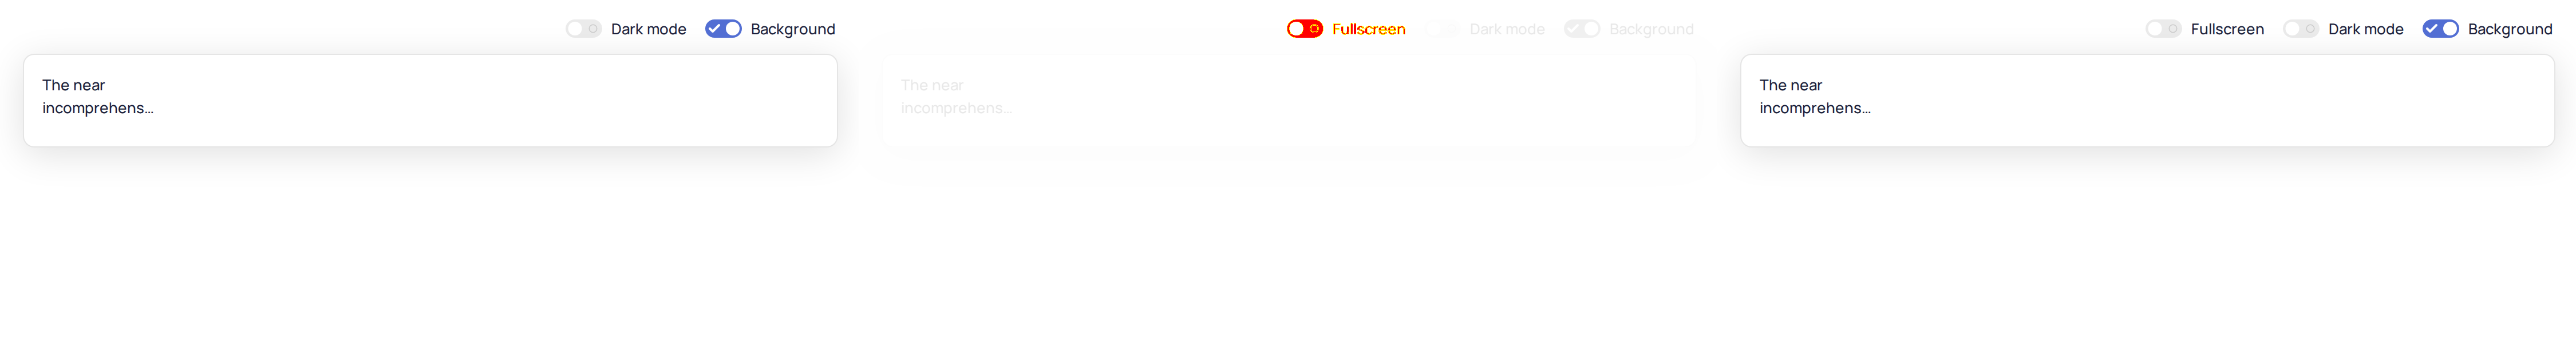 Dark mode Background
The near
incomprehens…
Fullscreen Dark mode Background
The near
incomprehens…
Fullscreen Dark mode Background
The near
incomprehens…